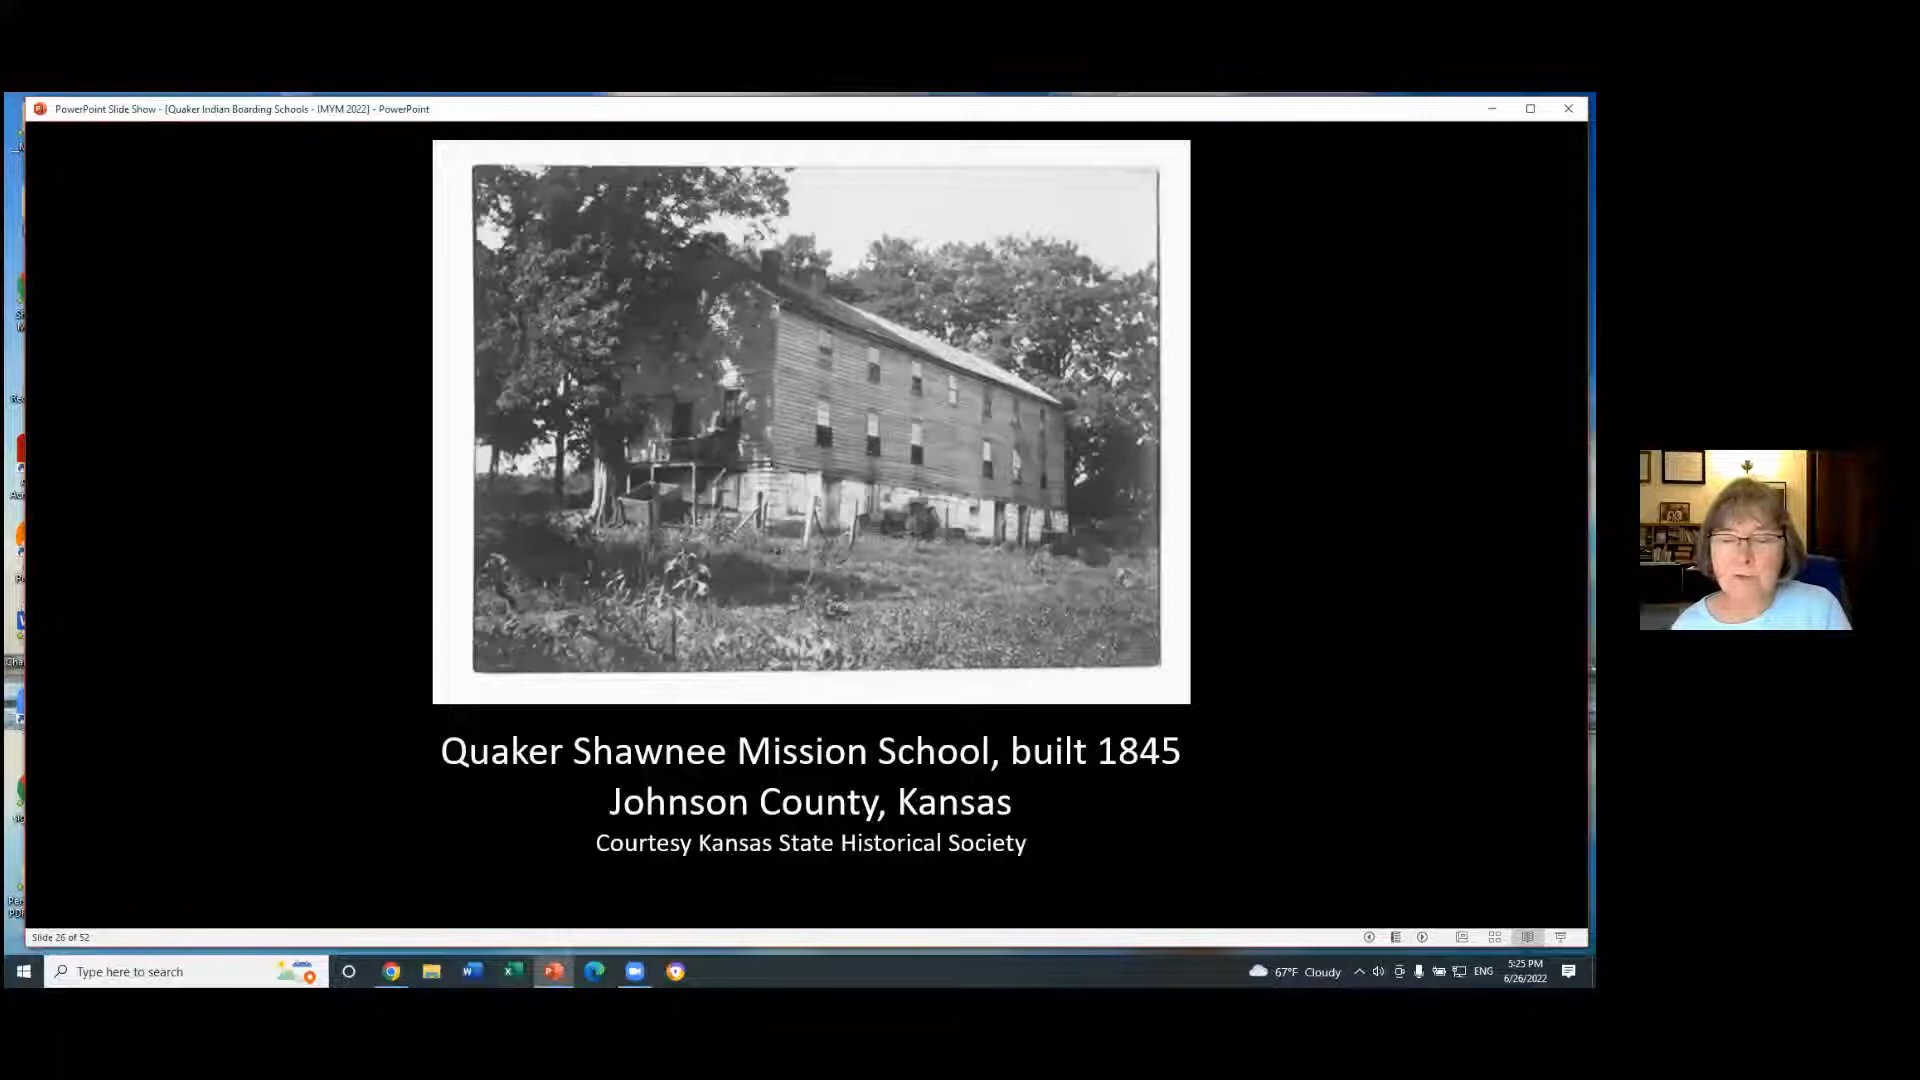 PowerPoint Slide Show - [Quaker Indian Boarding Schools - IMYM 2022] - PowerPoint
Quaker Shawnee Mission School, built 1845
Johnson County, Kansas
Courtesy Kansas State Historical Society
Slide 26 of 52
Type here to search
67°F Cloudy
ENG
5:25 PM
6/26/2022